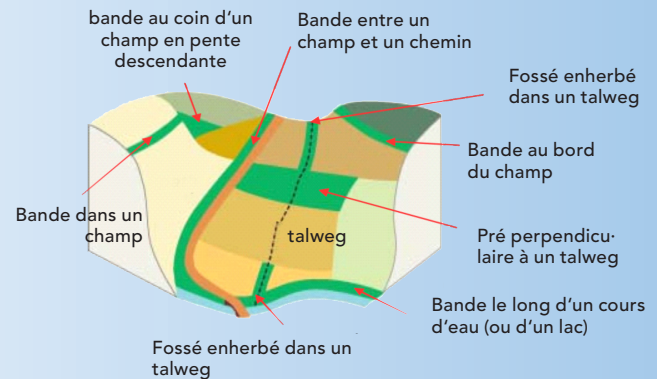 bande au coin d'un
champ en pente
descendante
Bande entre un
champ et un chemin
Fossé enherbé
dans un talweg
Bande au bord
du champ
Bande dans un
champ
talweg
Pré perpendicu-
laire à un talweg
Bande le long d'un cours
d'eau (ou d'un lac)
Fossé enherbé dans un
talweg